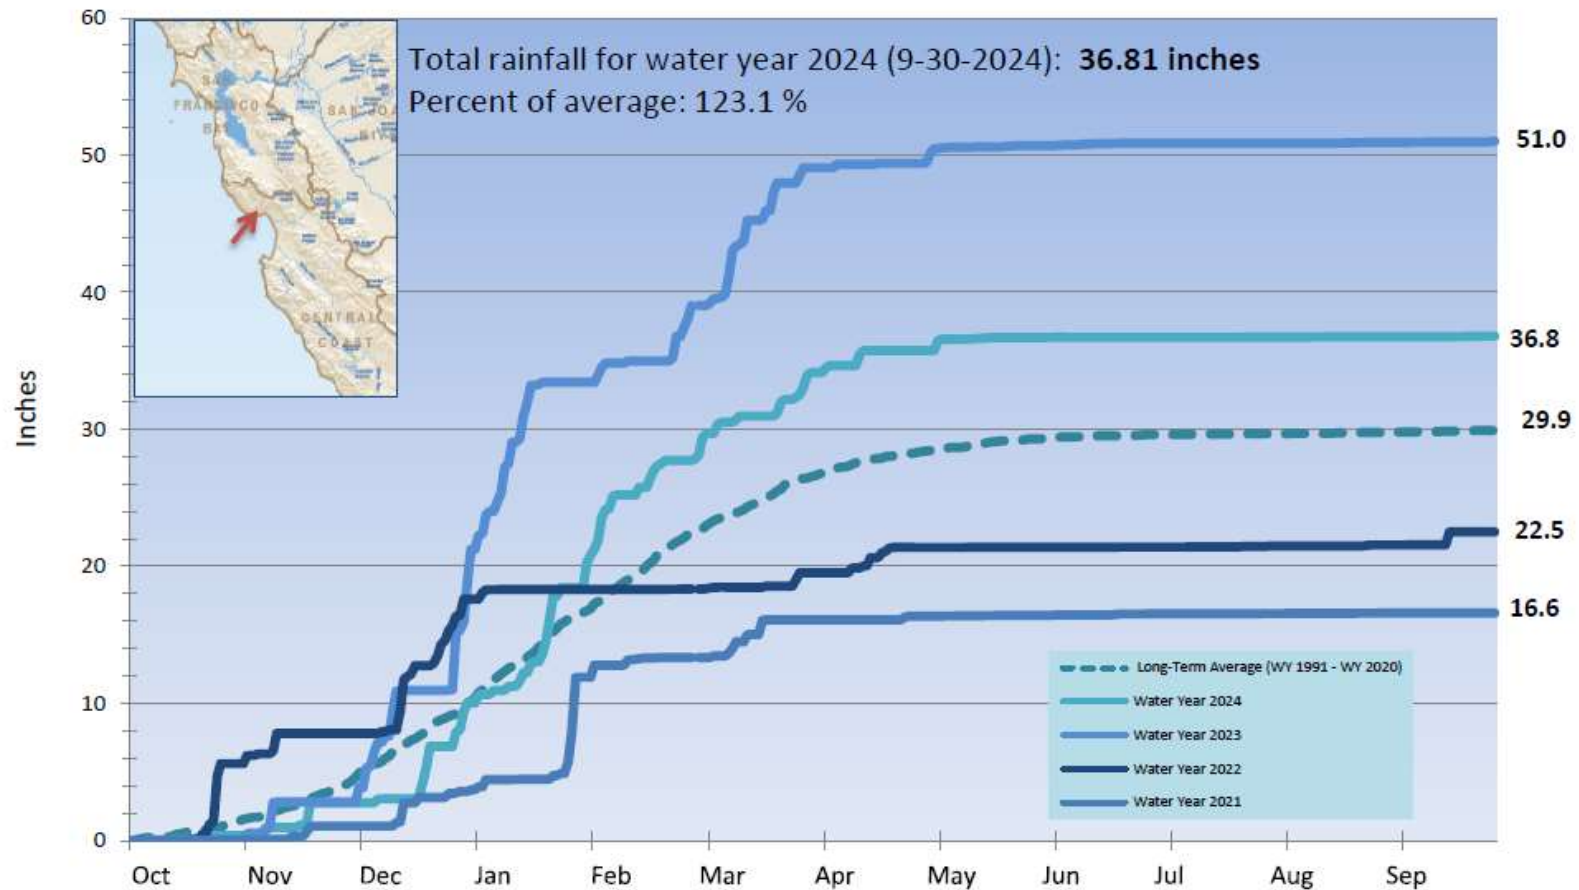 60
Total rainfall for water year 2024 (9-30-2024): 36.81 inches
Percent of average: 123.1 %
SAN
FRANCISCO
BAY
CENTRAL
COAST
51.0
50
40
36.8
Inches
30
29.9
22.5
20
16.6
Long-Term Average (WY 1991 - WY 2020)
10
Water Year 2024
Water Year 2023
Water Year 2022
Water Year 2021
0
Oct Nov Dec Jan Feb Mar Apr May Jun Jul Aug Sep